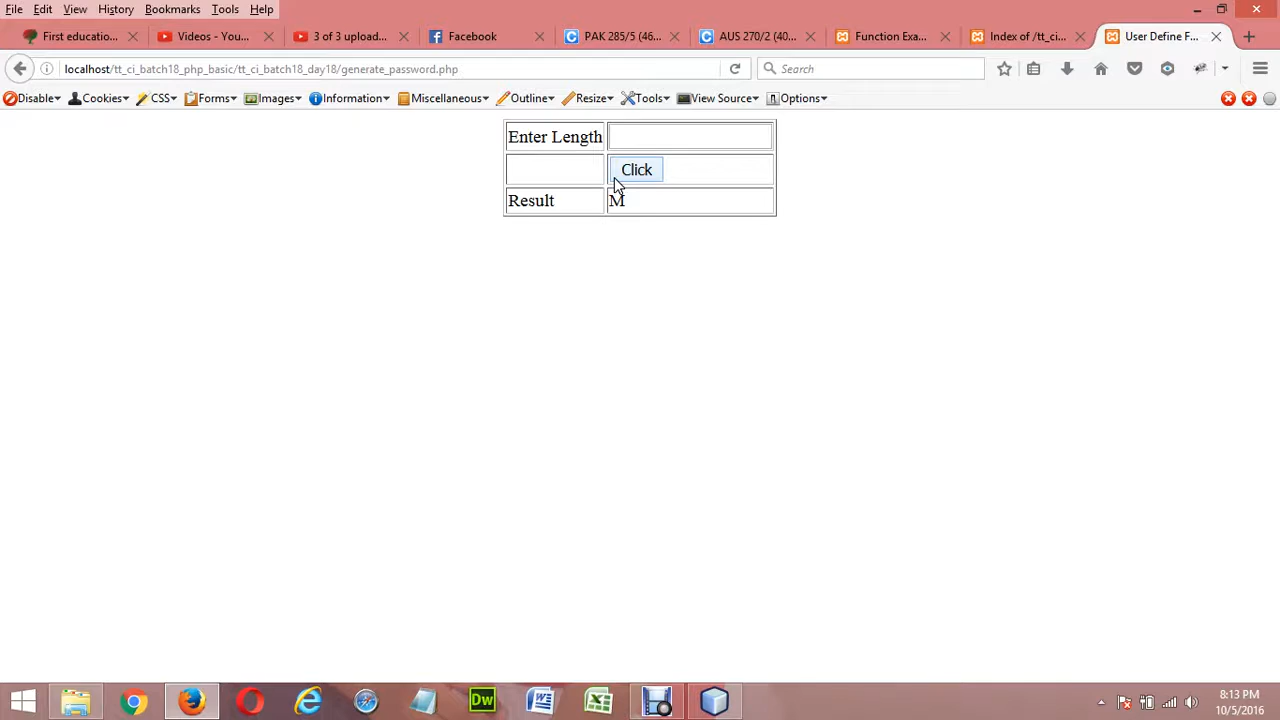 File Edit View History Bookmarks Tools Help
First educatio... Videos - You... 3 of 3 upload... Facebook PAK 285/5 (46... AUS 270/2 (40... Function Exa... Index of /tt_ci... User Define F...
localhost/tt_ci_batch18_php_basic/tt_ci_batch18_day18/generate_password.php Search
Disable Cookies CSS Forms Images Information Miscellaneous Outline Resize Tools View Source Options
Enter Length
Click
Result M
8:13 PM
10/5/2016